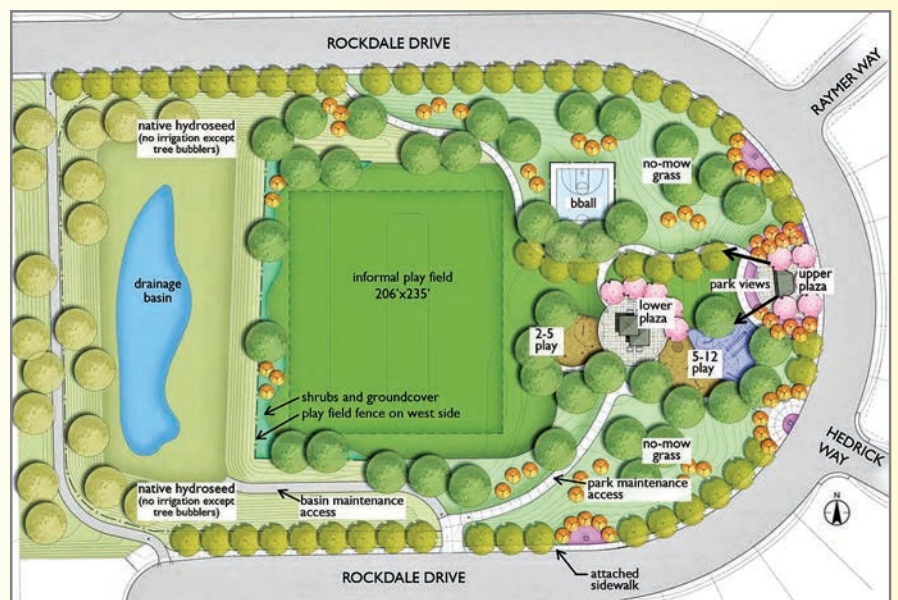 ROCKDALE DRIVE
RAYMER WAY
native hydroseed
(no irrigation except
tree bubblers)
no-mow
grass
bball
drainage
basin
informal play field
206'x235'
park views
upper
plaza
lower
plaza
2-5
play
5-12
play
shrubs and groundcover
play field fence on west side
no-mow
grass
HEDRICK
WAY
park maintenance
access
native hydroseed
(no irrigation except
tree bubblers)
basin maintenance
access
N
ROCKDALE DRIVE
attached
sidewalk